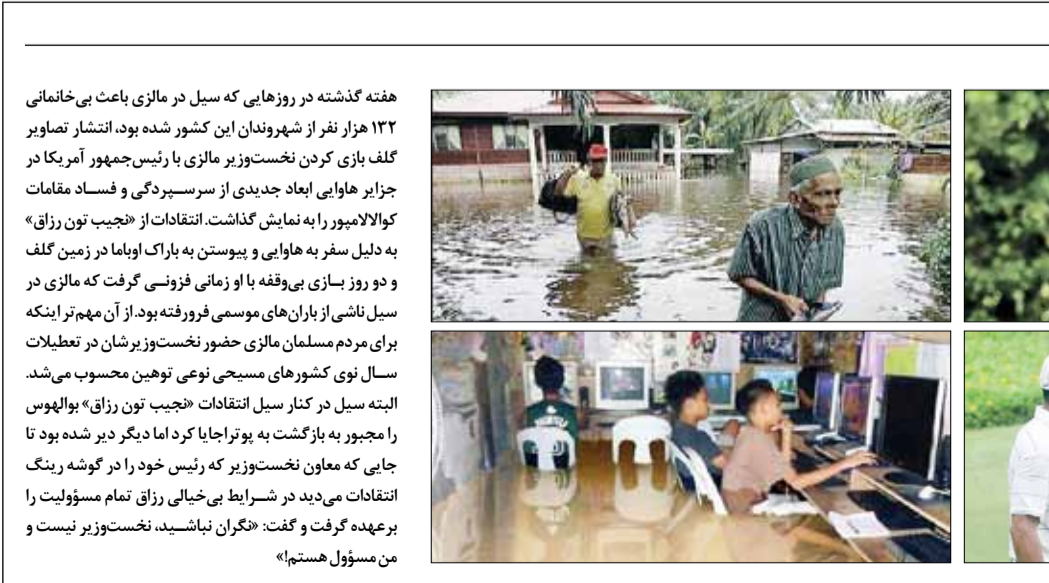 هفته گذشته در روزهایی که سیل در مالزی باعث بی‌خانمانی
۱۳۲ هزار نفر از شهروندان این کشور شده بود، انتشار تصاویر
گلف بازی کردن نخست‌وزیر مالزی با رئیس‌جمهور آمریکا در
جزایر هاوایی ابعاد جدیدی از سرسپردگی و فساد مقامات
کوالالامپور را به نمایش گذاشت. انتقادات از «نجیب تون رزاق»
به دلیل سفر به هاوایی و پیوستن به باراک اوباما در زمین گلف
و دو روز بازی بی‌وقفه با او زمانی فزونی گرفت که مالزی در
سیل ناشی از باران‌های موسمی فرورفته بود. از آن مهم‌تر اینکه
برای مردم مسلمان مالزی حضور نخست‌وزیرشان در تعطیلات
سال نوی کشورهای مسیحی نوعی توهین محسوب می‌شد.
البته سیل در کنار سیل انتقادات «نجیب تون رزاق» بوالهوس
را مجبور به بازگشت به پوتراجایا کرد اما دیگر دیر شده بود تا
جایی که معاون نخست‌وزیر که رئیس خود را در گوشه رینگ
انتقادات می‌دید در شرایط بی‌خیالی رزاق تمام مسؤولیت را
برعهده گرفت و گفت: «نگران نباشید، نخست‌وزیر نیست و
من مسؤول هستم!»